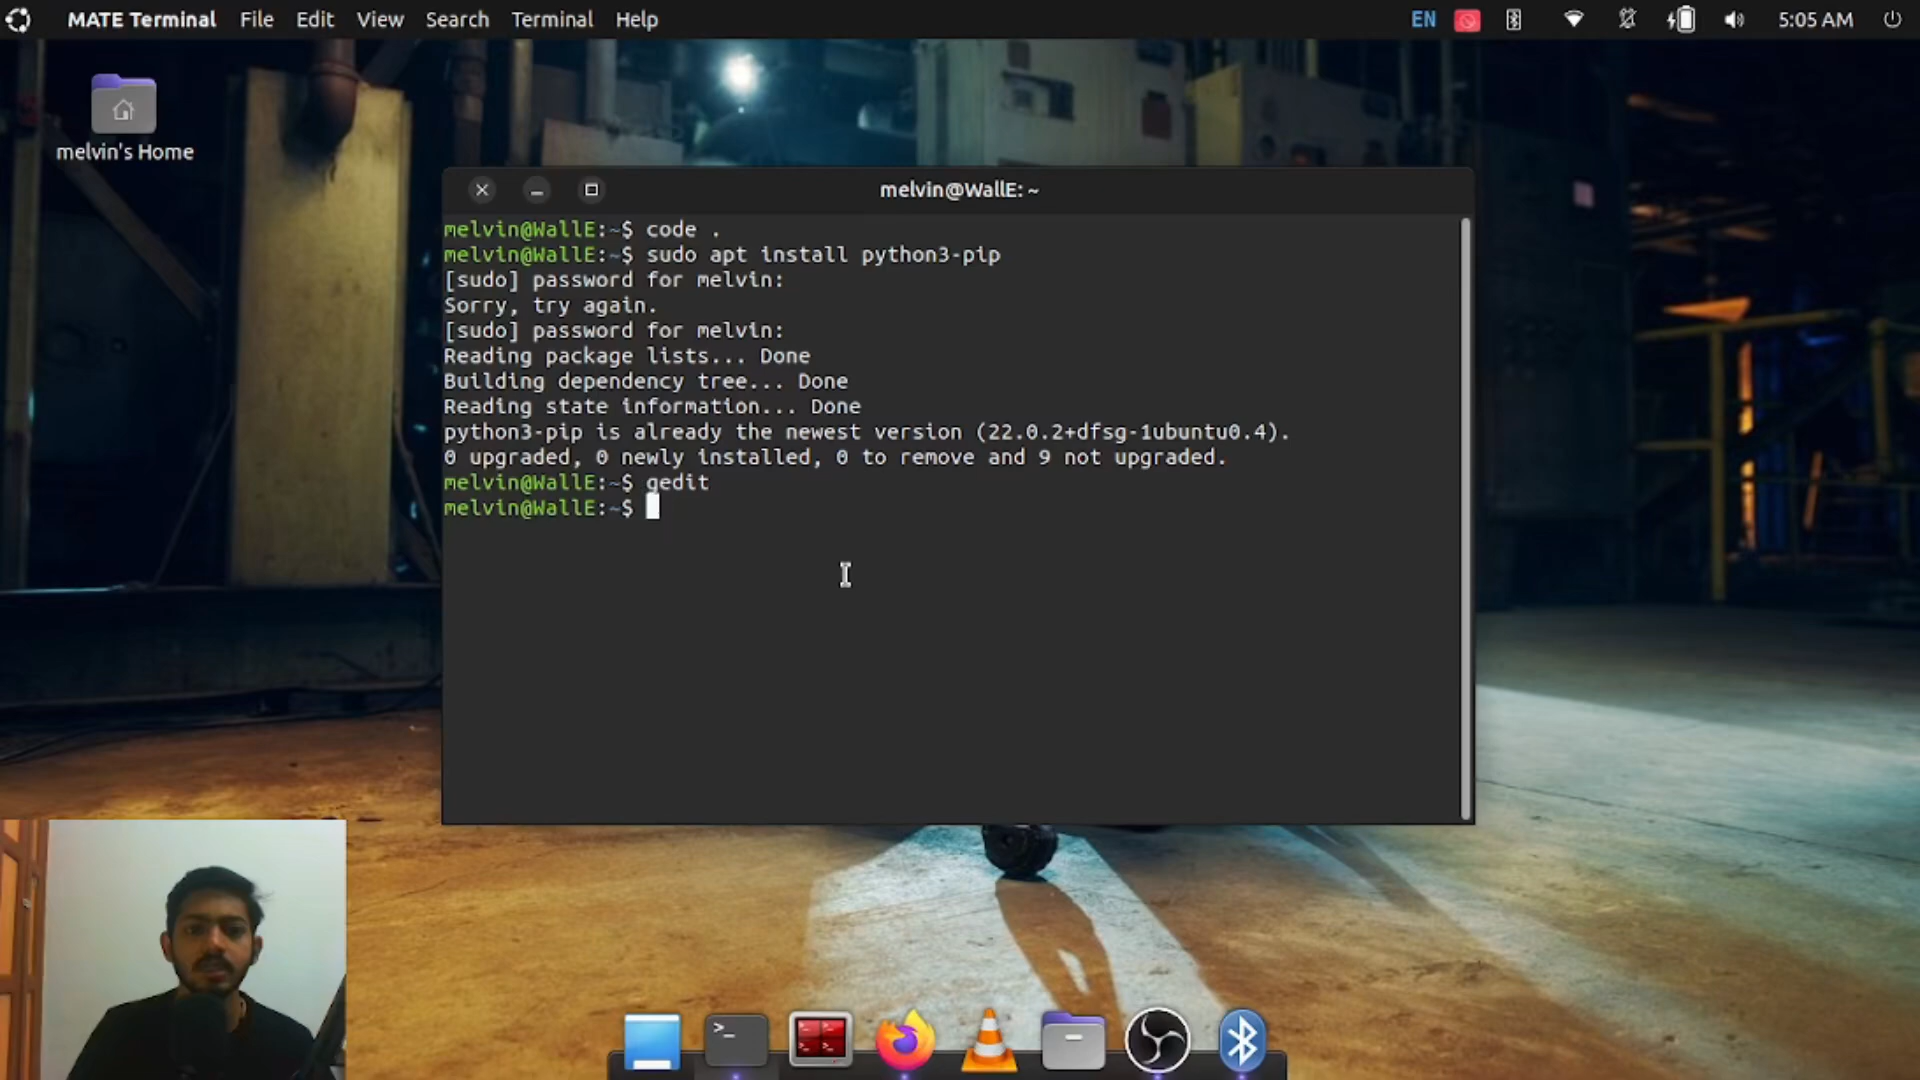 MATE Terminal File Edit View Search Terminal Help EN 5:05 AM
melvin's Home
melvin@WallE: ~
melvin@WallE:~$ code .
melvin@WallE:~$ sudo apt install python3-pip
[sudo] password for melvin:
Sorry, try again.
[sudo] password for melvin:
Reading package lists... Done
Building dependency tree... Done
Reading state information... Done
python3-pip is already the newest version (22.0.2+dfsg-1ubuntu0.4).
0 upgraded, 0 newly installed, 0 to remove and 9 not upgraded.
melvin@WallE:~$ gedit
melvin@WallE:~$